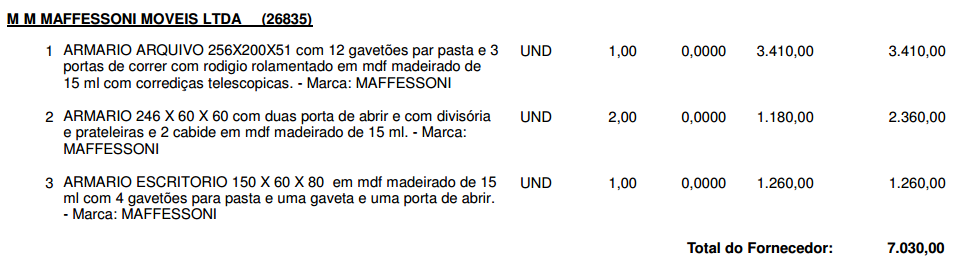 M M MAFFESSONI MOVEIS LTDA (26835)
1 ARMARIO ARQUIVO 256X200X51 com 12 gavetões par pasta e 3 UND 1,00 0,0000 3.410,00 3.410,00
portas de correr com rodigio rolamentado em mdf madeirado de
15 ml com corrediças telescopicas. - Marca: MAFFESSONI
2 ARMARIO 246 X 60 X 60 com duas porta de abrir e com divisória UND 2,00 0,0000 1.180,00 2.360,00
e prateleiras e 2 cabide em mdf madeirado de 15 ml. - Marca:
MAFFESSONI
3 ARMARIO ESCRITORIO 150 X 60 X 80 em mdf madeirado de 15 UND 1,00 0,0000 1.260,00 1.260,00
ml com 4 gavetões para pasta e uma gaveta e uma porta de abrir.
- Marca: MAFFESSONI
Total do Fornecedor: 7.030,00